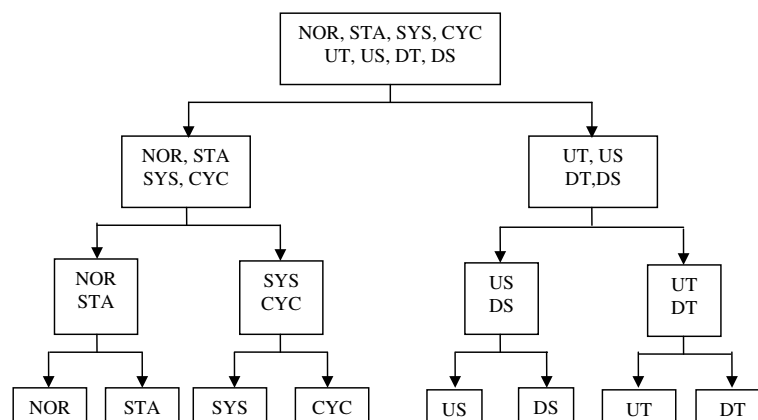 NOR, STA, SYS, CYC
UT, US, DT, DS
NOR, STA
SYS, CYC
UT, US
DT,DS
NOR
STA
SYS
CYC
US
DS
UT
DT
NOR
STA
SYS
CYC
US
DS
UT
DT